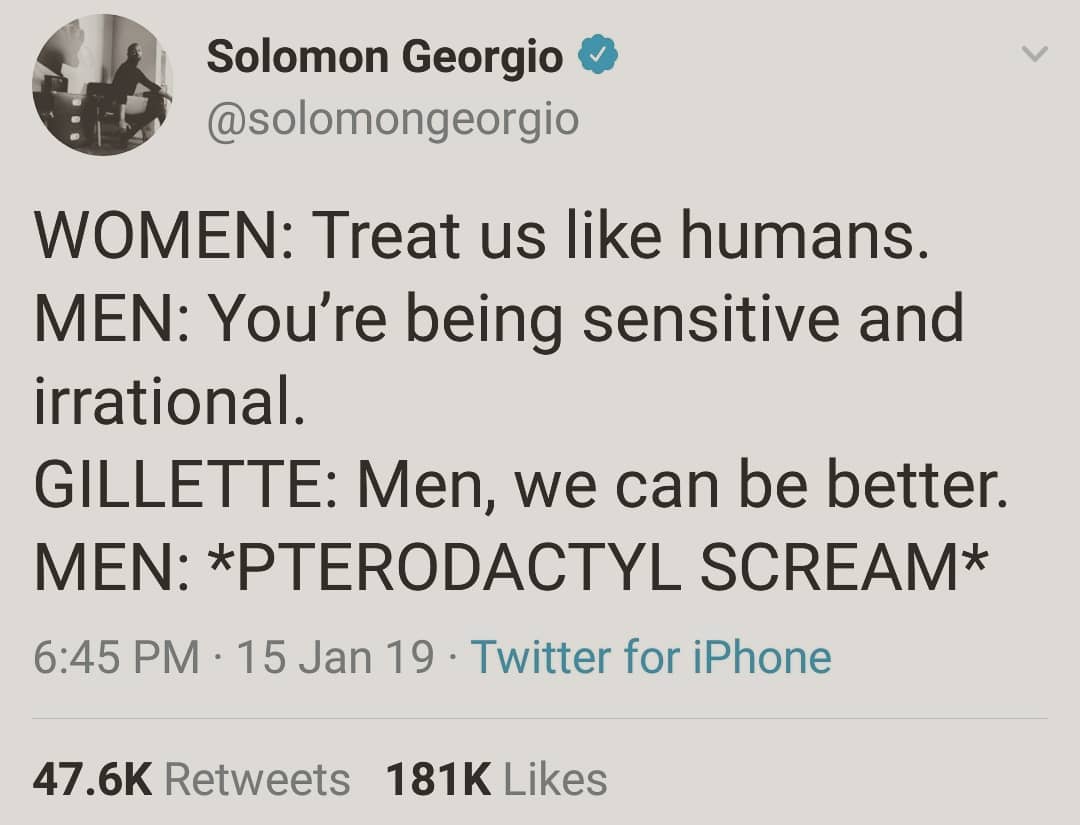 Solomon Georgio
@solomongeorgio
WOMEN: Treat us like humans.
MEN: You’re being sensitive and
irrational.
GILLETTE: Men, we can be better.
MEN: *PTERODACTYL SCREAM*
6:45 PM · 15 Jan 19 · Twitter for iPhone
47.6K Retweets 181K Likes